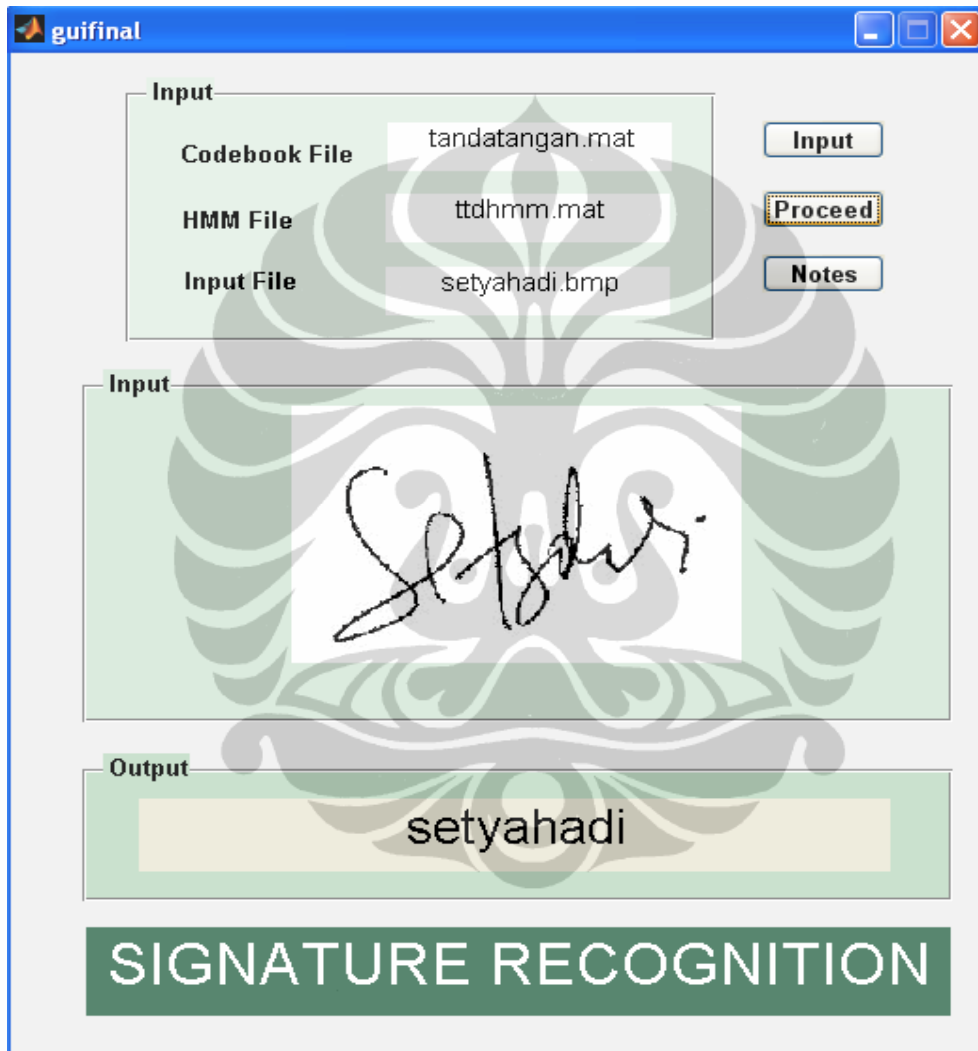 guifinal
Input
Codebook File tandatangan.mat Input
HMM File ttdhmm.mat Proceed
Input File setyahadi.bmp Notes
Input
Output
setyahadi
SIGNATURE RECOGNITION